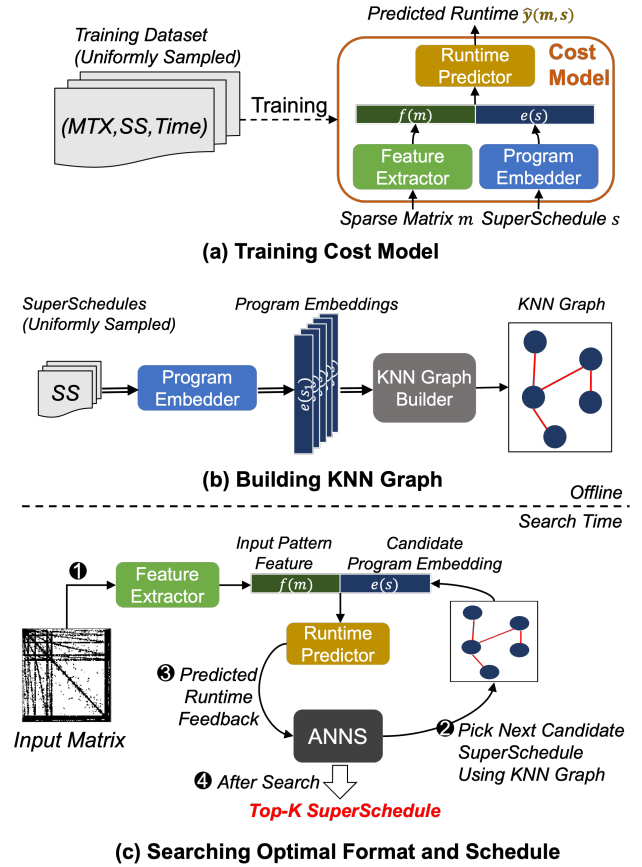 Predicted Runtime ŷ(m, s)
Training Dataset
(Uniformly Sampled)
Runtime
Predictor
Cost
Model
(MTX,SS,Time)
Training
f(m)
e(s)
Feature
Extractor
Program
Embedder
Sparse Matrix m
SuperSchedule s
(a) Training Cost Model
SuperSchedules
(Uniformly Sampled)
Program Embeddings
KNN Graph
SS
Program
Embedder
e(s₁)
KNN Graph
Builder
(b) Building KNN Graph
Offline
Search Time
❶
Feature
Extractor
Input Pattern
Feature
Candidate
Program Embedding
f(m)
e(s)
Runtime
Predictor
❸ Predicted
Runtime
Feedback
Input Matrix
ANNS
❷ Pick Next Candidate
SuperSchedule
Using KNN Graph
❹ After Search
Top-K SuperSchedule
(c) Searching Optimal Format and Schedule